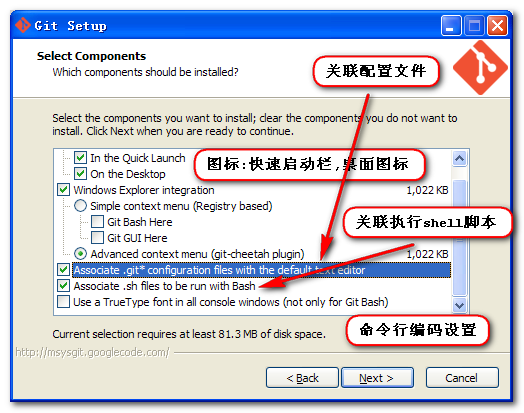 Git Setup
Select Components
Which components should be installed?
关联配置文件
Select the components you want to install; clear the components you do not want to
install. Click Next when you are ready to continue.
In the Quick Launch
图标:快速启动栏,桌面图标
On the Desktop
Windows Explorer integration 1,022 KB
Simple context menu (Registry based)
Git Bash Here
关联执行shell脚本
Git GUI Here
Advanced context menu (git-cheetah plugin) 1,022 KB
Associate .git* configuration files with the default text editor
Associate .sh files to be run with Bash
Use a TrueType font in all console windows (not only for Git Bash)
命令行编码设置
Current selection requires at least 81.3 MB of disk space.
http://msysgit.googlecode.com/
< Back
Next >
Cancel